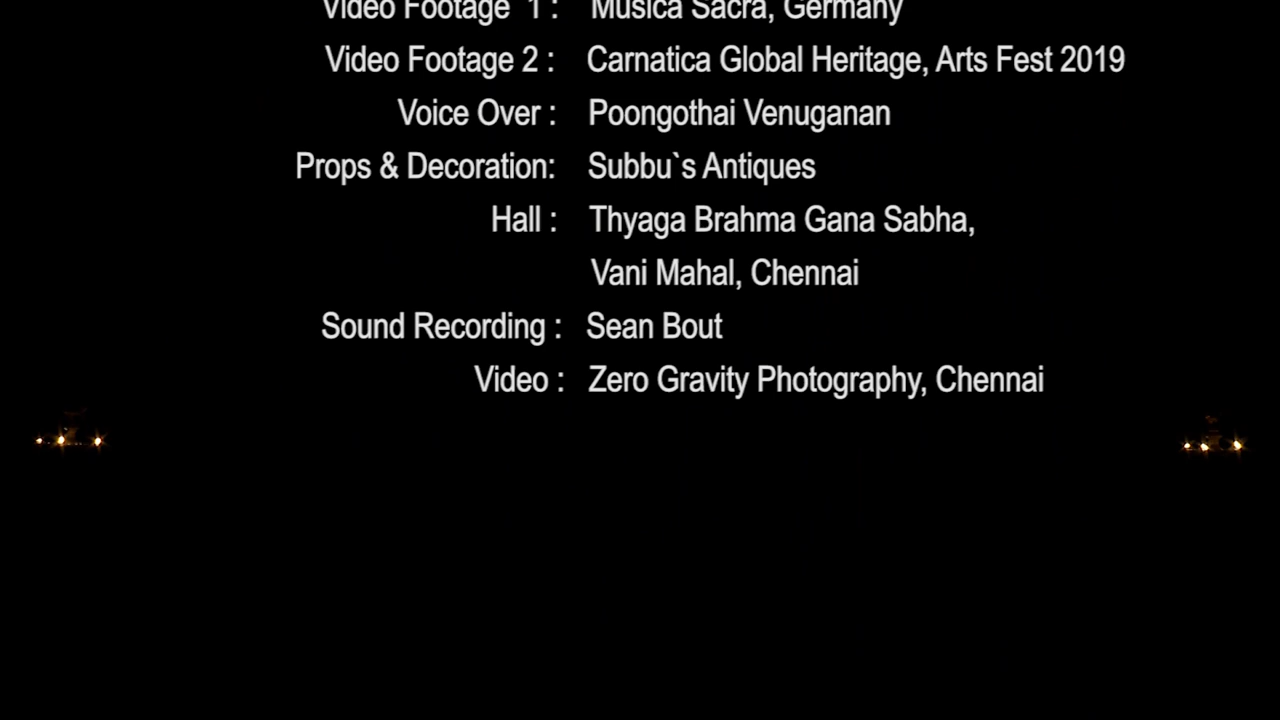 Video Footage 1 : Musica Sacra, Germany
Video Footage 2 : Carnatica Global Heritage, Arts Fest 2019
Voice Over : Poongothai Venuganan
Props & Decoration: Subbu`s Antiques
Hall : Thyaga Brahma Gana Sabha,
Vani Mahal, Chennai
Sound Recording : Sean Bout
Video : Zero Gravity Photography, Chennai